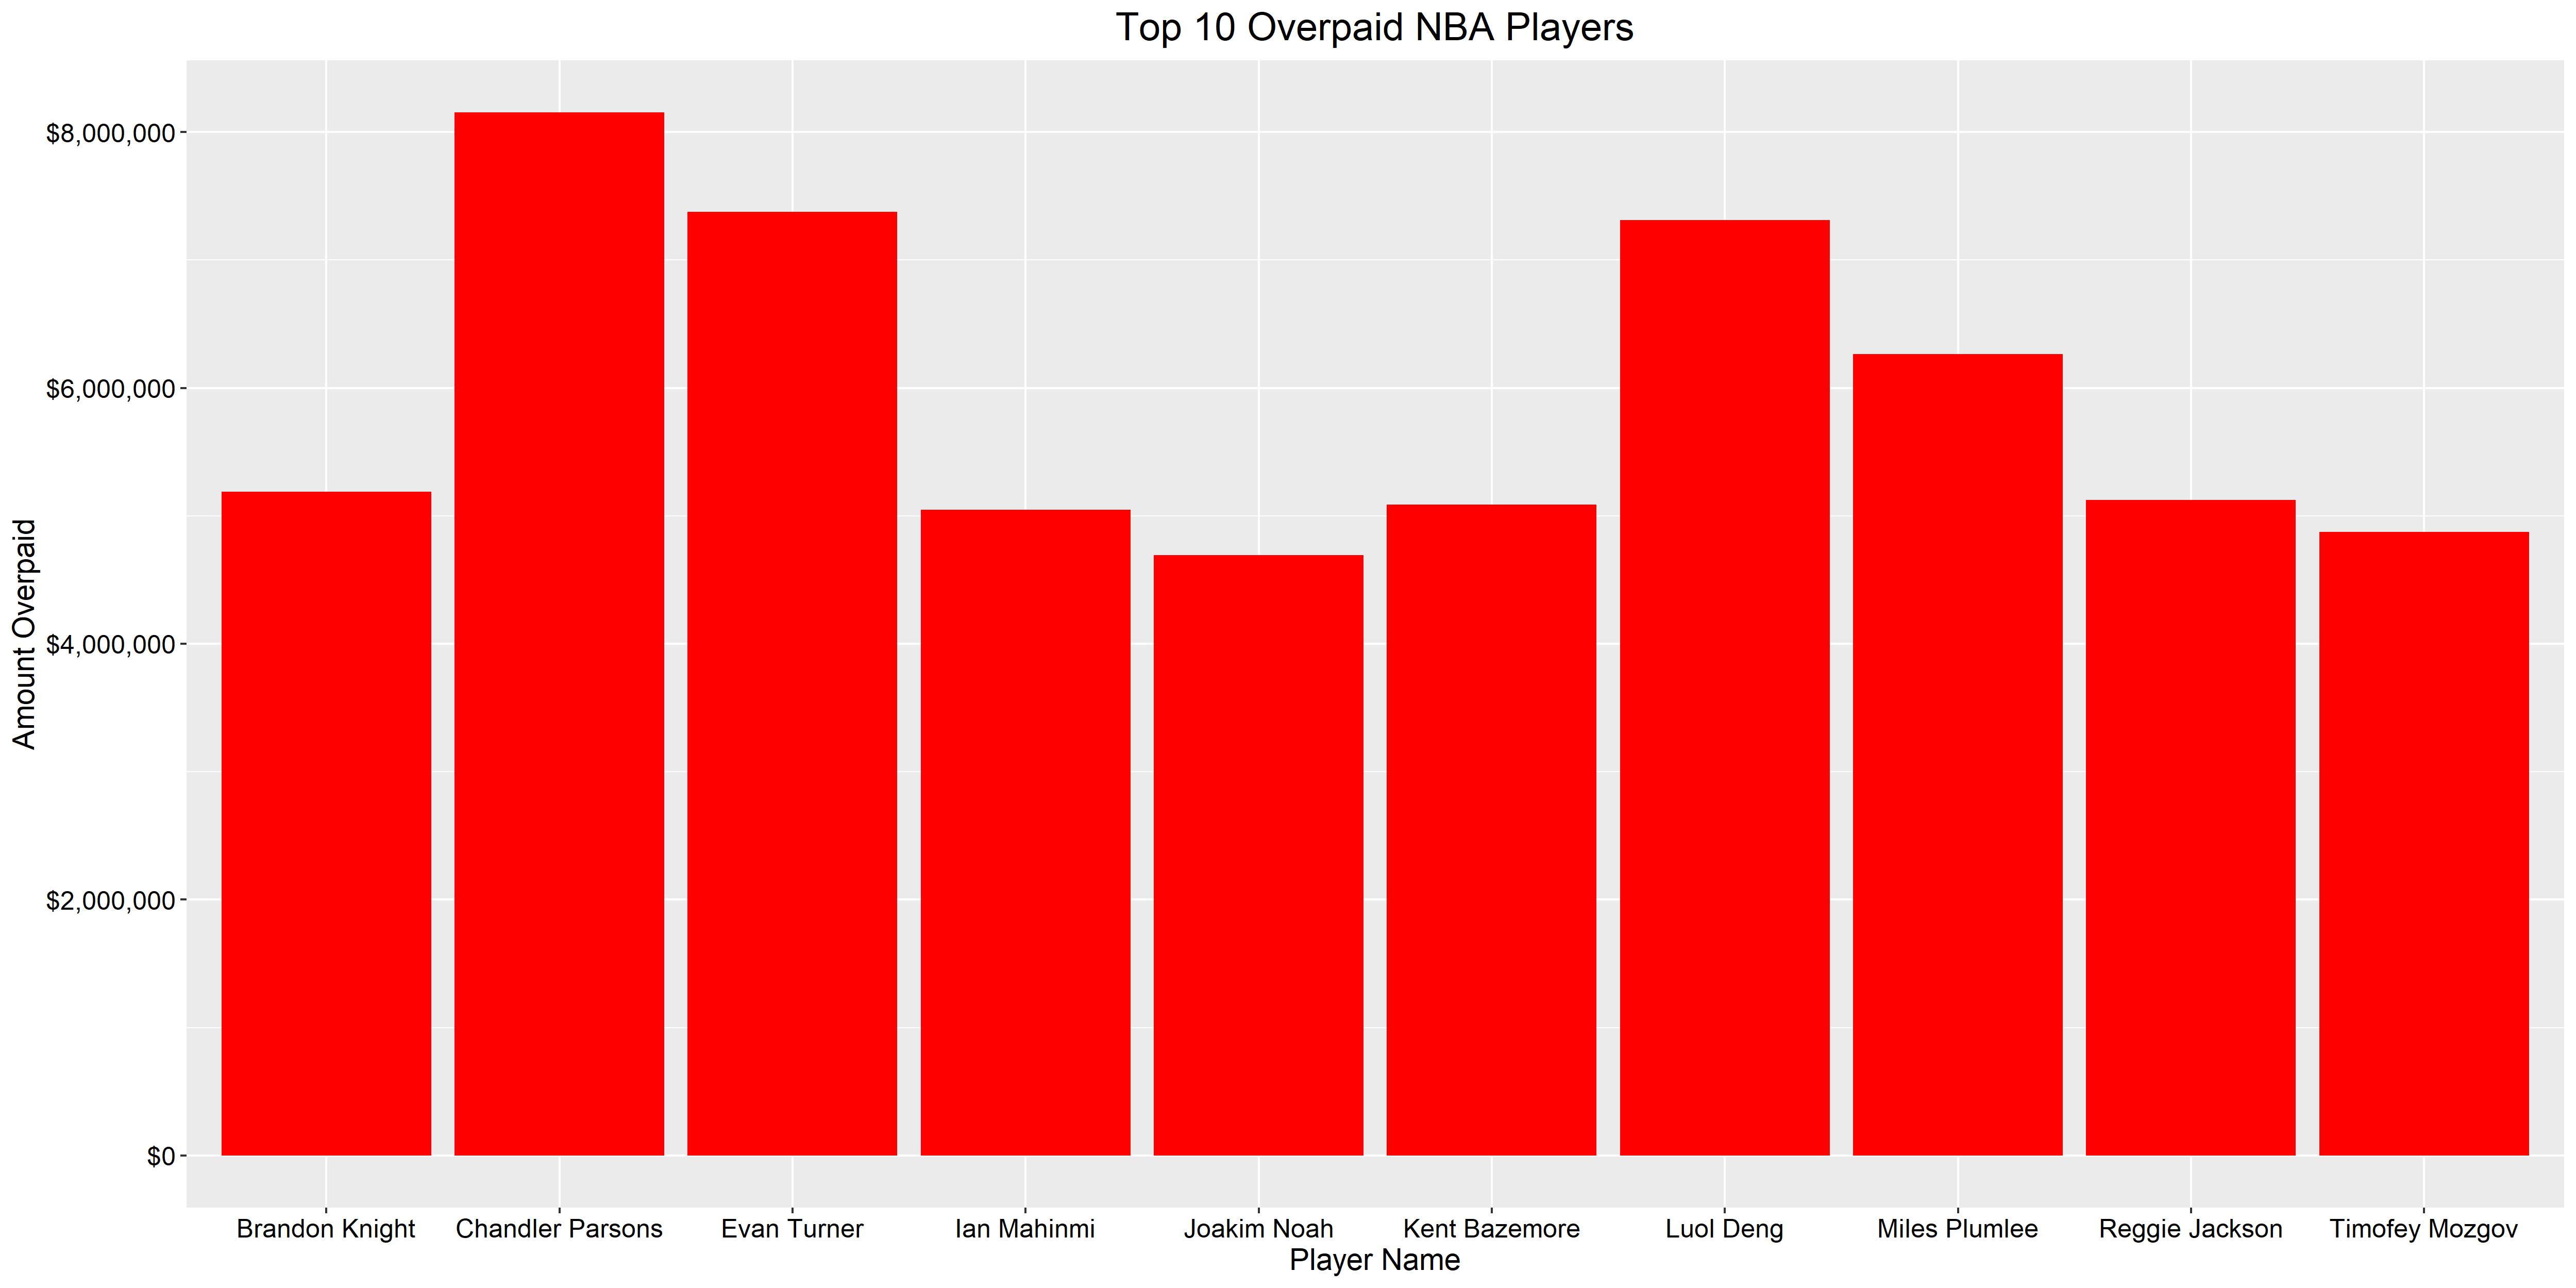 Top 10 Overpaid NBA Players
Amount Overpaid
$8,000,000
$6,000,000
$4,000,000
$2,000,000
$0
Brandon Knight Chandler Parsons Evan Turner Ian Mahinmi Joakim Noah Kent Bazemore Luol Deng Miles Plumlee Reggie Jackson Timofey Mozgov
Player Name